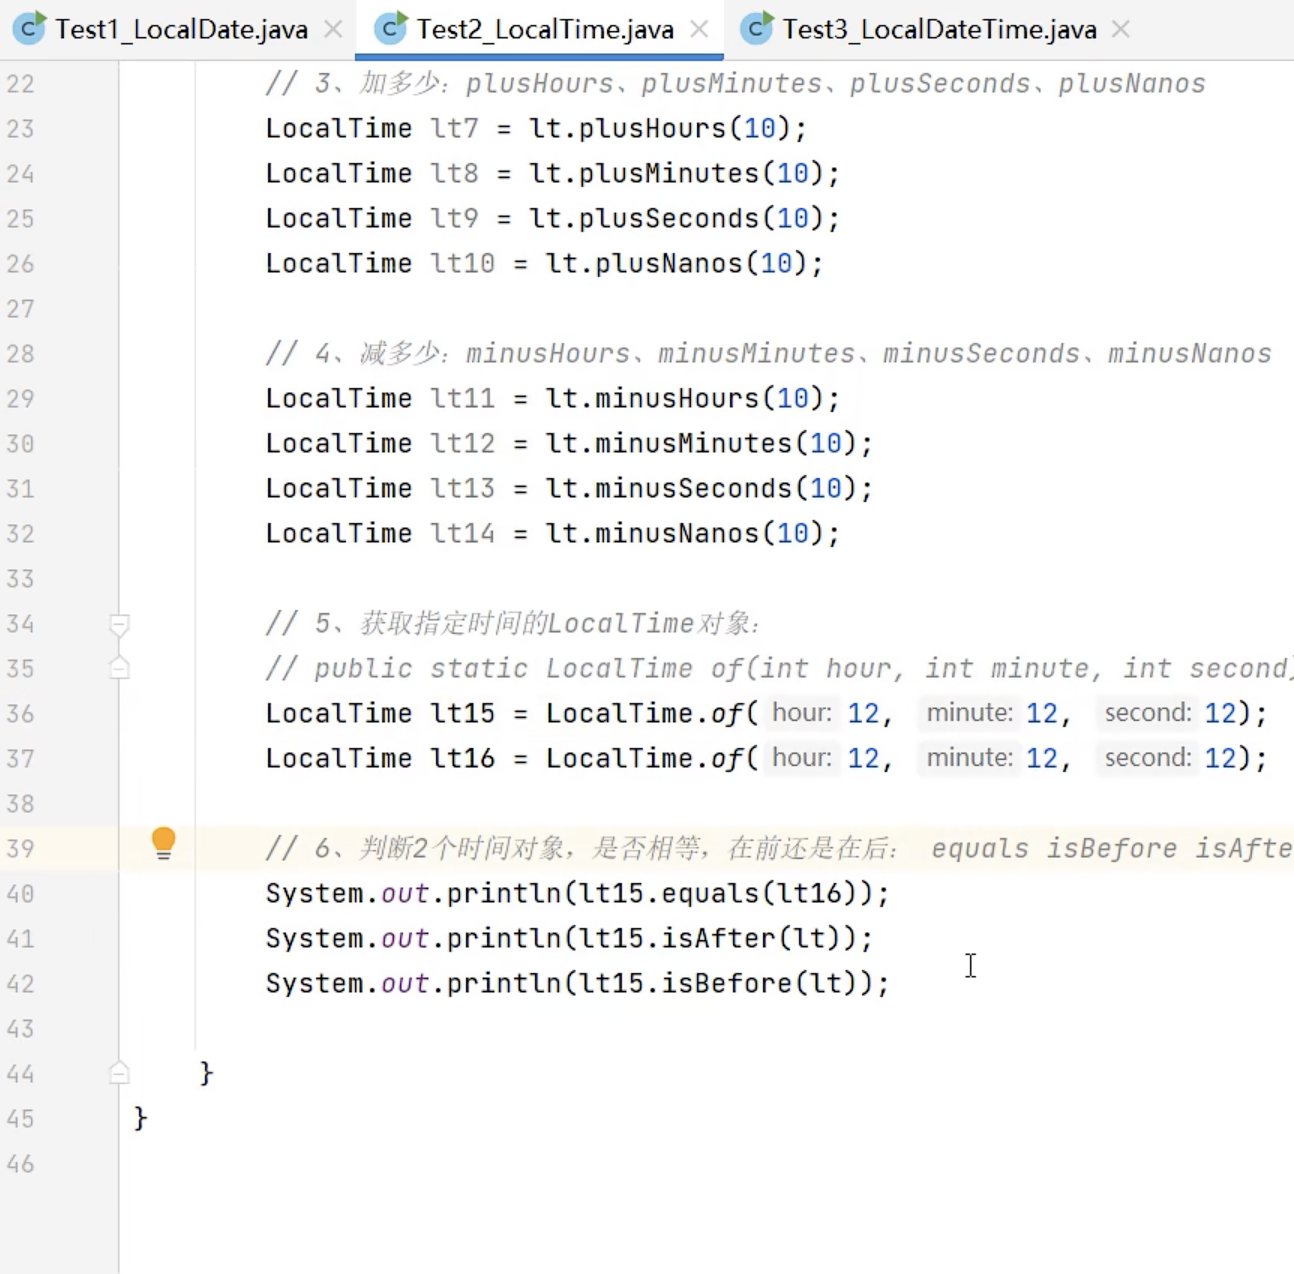 Test1_LocalDate.java Test2_LocalTime.java Test3_LocalDateTime.java
22 // 3、加多少：plusHours、plusMinutes、plusSeconds、plusNanos
23 LocalTime lt7 = lt.plusHours(10);
24 LocalTime lt8 = lt.plusMinutes(10);
25 LocalTime lt9 = lt.plusSeconds(10);
26 LocalTime lt10 = lt.plusNanos(10);
27
28 // 4、减多少：minusHours、minusMinutes、minusSeconds、minusNanos
29 LocalTime lt11 = lt.minusHours(10);
30 LocalTime lt12 = lt.minusMinutes(10);
31 LocalTime lt13 = lt.minusSeconds(10);
32 LocalTime lt14 = lt.minusNanos(10);
33
34 // 5、获取指定时间的LocalTime对象：
35 // public static LocalTime of(int hour, int minute, int second)
36 LocalTime lt15 = LocalTime.of( hour: 12, minute: 12, second: 12);
37 LocalTime lt16 = LocalTime.of( hour: 12, minute: 12, second: 12);
38
39 // 6、判断2个时间对象，是否相等，在前还是在后： equals isBefore isAfte
40 System.out.println(lt15.equals(lt16));
41 System.out.println(lt15.isAfter(lt));
42 System.out.println(lt15.isBefore(lt));
43
44 }
45 }
46